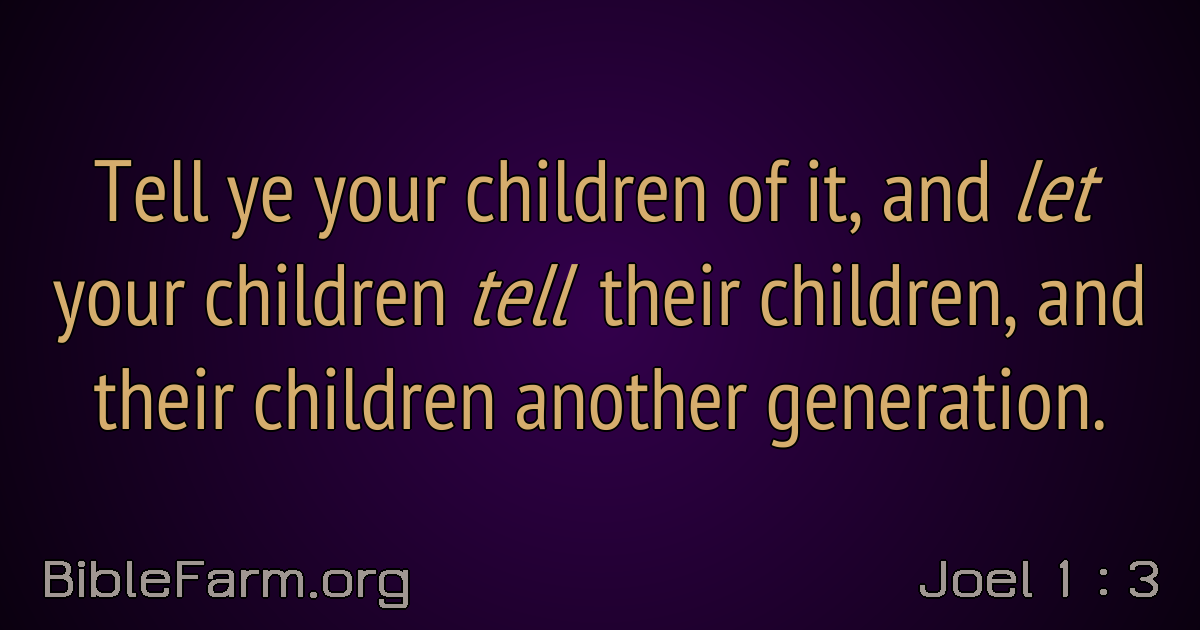 Tell ye your children of it, and let
your children tell their children, and
their children another generation.
BibleFarm.org
Joel 1 : 3